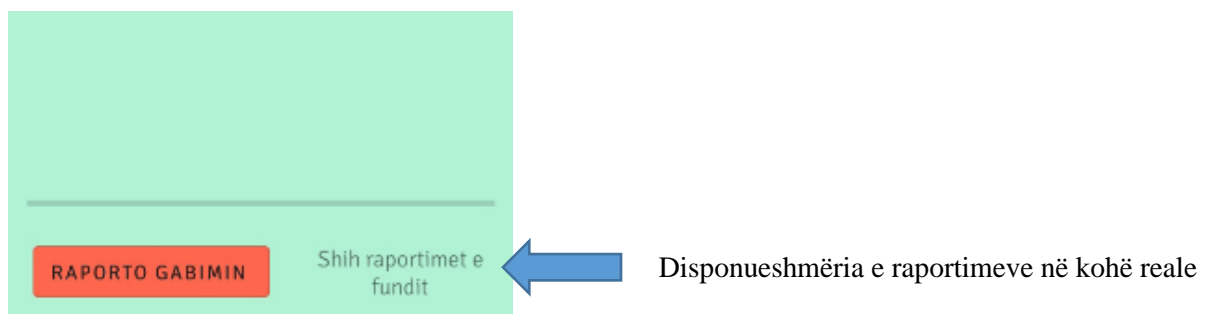 RAPORTO GABIMIN
Shih raportimet e
fundit
Disponueshmëria e raportimeve në kohë reale